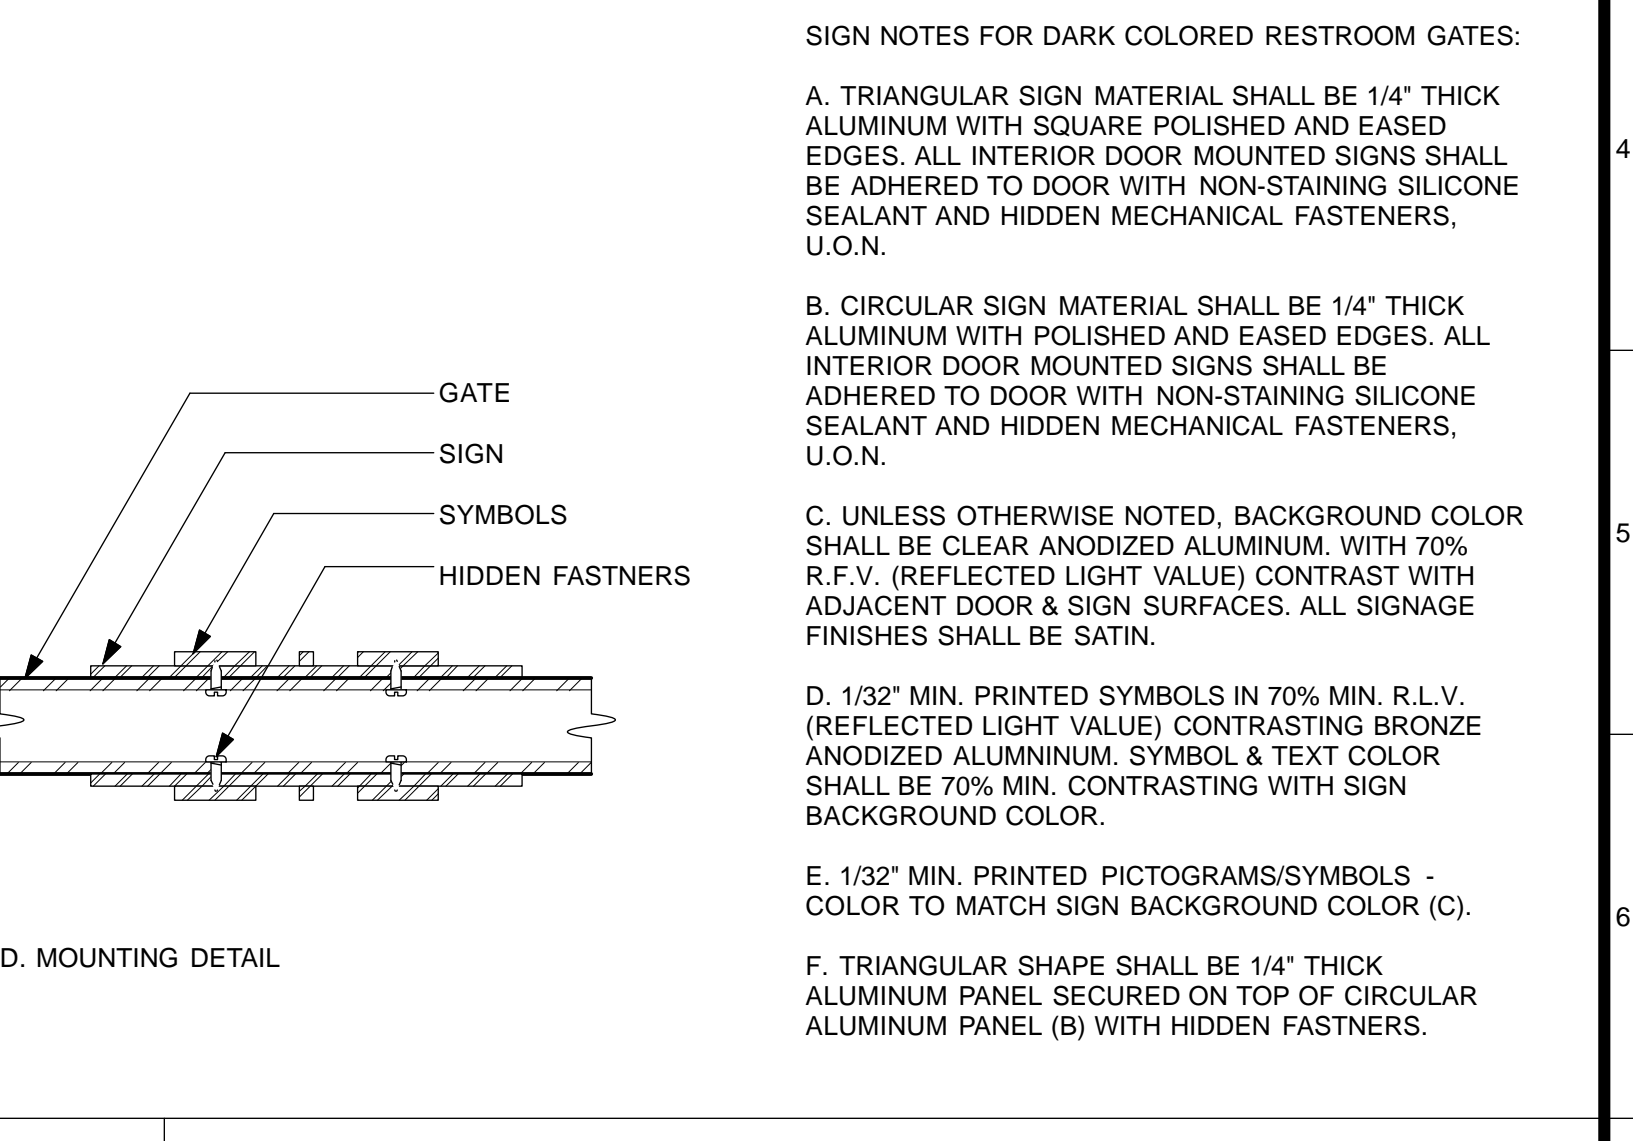 GATE
SIGN
SYMBOLS
HIDDEN FASTNERS
D. MOUNTING DETAIL
SIGN NOTES FOR DARK COLORED RESTROOM GATES:
A. TRIANGULAR SIGN MATERIAL SHALL BE 1/4" THICK
ALUMINUM WITH SQUARE POLISHED AND EASED
EDGES. ALL INTERIOR DOOR MOUNTED SIGNS SHALL
BE ADHERED TO DOOR WITH NON-STAINING SILICONE
SEALANT AND HIDDEN MECHANICAL FASTENERS,
U.O.N.
B. CIRCULAR SIGN MATERIAL SHALL BE 1/4" THICK
ALUMINUM WITH POLISHED AND EASED EDGES. ALL
INTERIOR DOOR MOUNTED SIGNS SHALL BE
ADHERED TO DOOR WITH NON-STAINING SILICONE
SEALANT AND HIDDEN MECHANICAL FASTENERS,
U.O.N.
C. UNLESS OTHERWISE NOTED, BACKGROUND COLOR
SHALL BE CLEAR ANODIZED ALUMINUM. WITH 70%
R.F.V. (REFLECTED LIGHT VALUE) CONTRAST WITH
ADJACENT DOOR & SIGN SURFACES. ALL SIGNAGE
FINISHES SHALL BE SATIN.
D. 1/32" MIN. PRINTED SYMBOLS IN 70% MIN. R.L.V.
(REFLECTED LIGHT VALUE) CONTRASTING BRONZE
ANODIZED ALUMNINUM. SYMBOL & TEXT COLOR
SHALL BE 70% MIN. CONTRASTING WITH SIGN
BACKGROUND COLOR.
E. 1/32" MIN. PRINTED PICTOGRAMS/SYMBOLS -
COLOR TO MATCH SIGN BACKGROUND COLOR (C).
F. TRIANGULAR SHAPE SHALL BE 1/4" THICK
ALUMINUM PANEL SECURED ON TOP OF CIRCULAR
ALUMINUM PANEL (B) WITH HIDDEN FASTNERS.
4
5
6